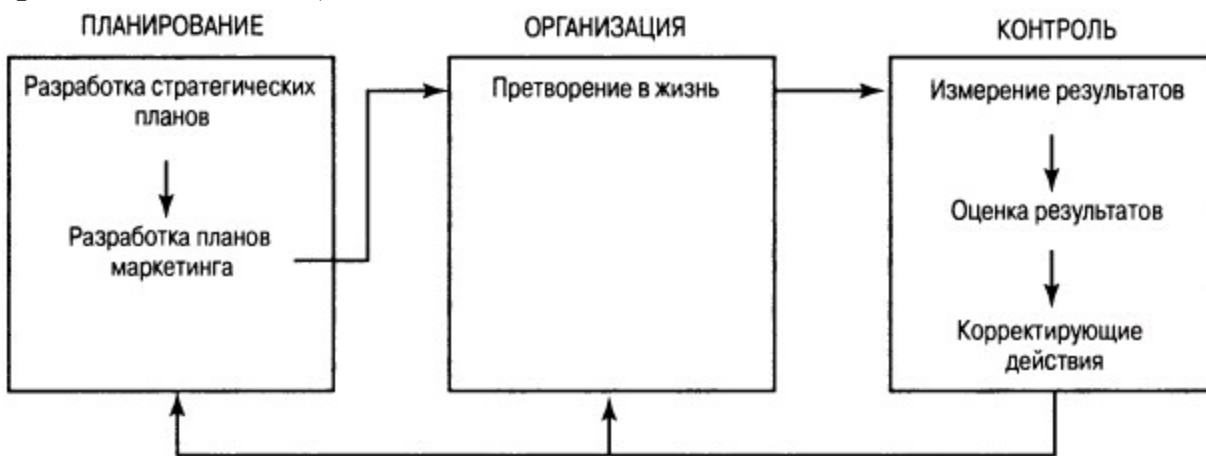 ПЛАНИРОВАНИЕ
Разработка стратегических
планов
Разработка планов
маркетинга
ОРГАНИЗАЦИЯ
Претворение в жизнь
КОНТРОЛЬ
Измерение результатов
Оценка результатов
Корректирующие
действия